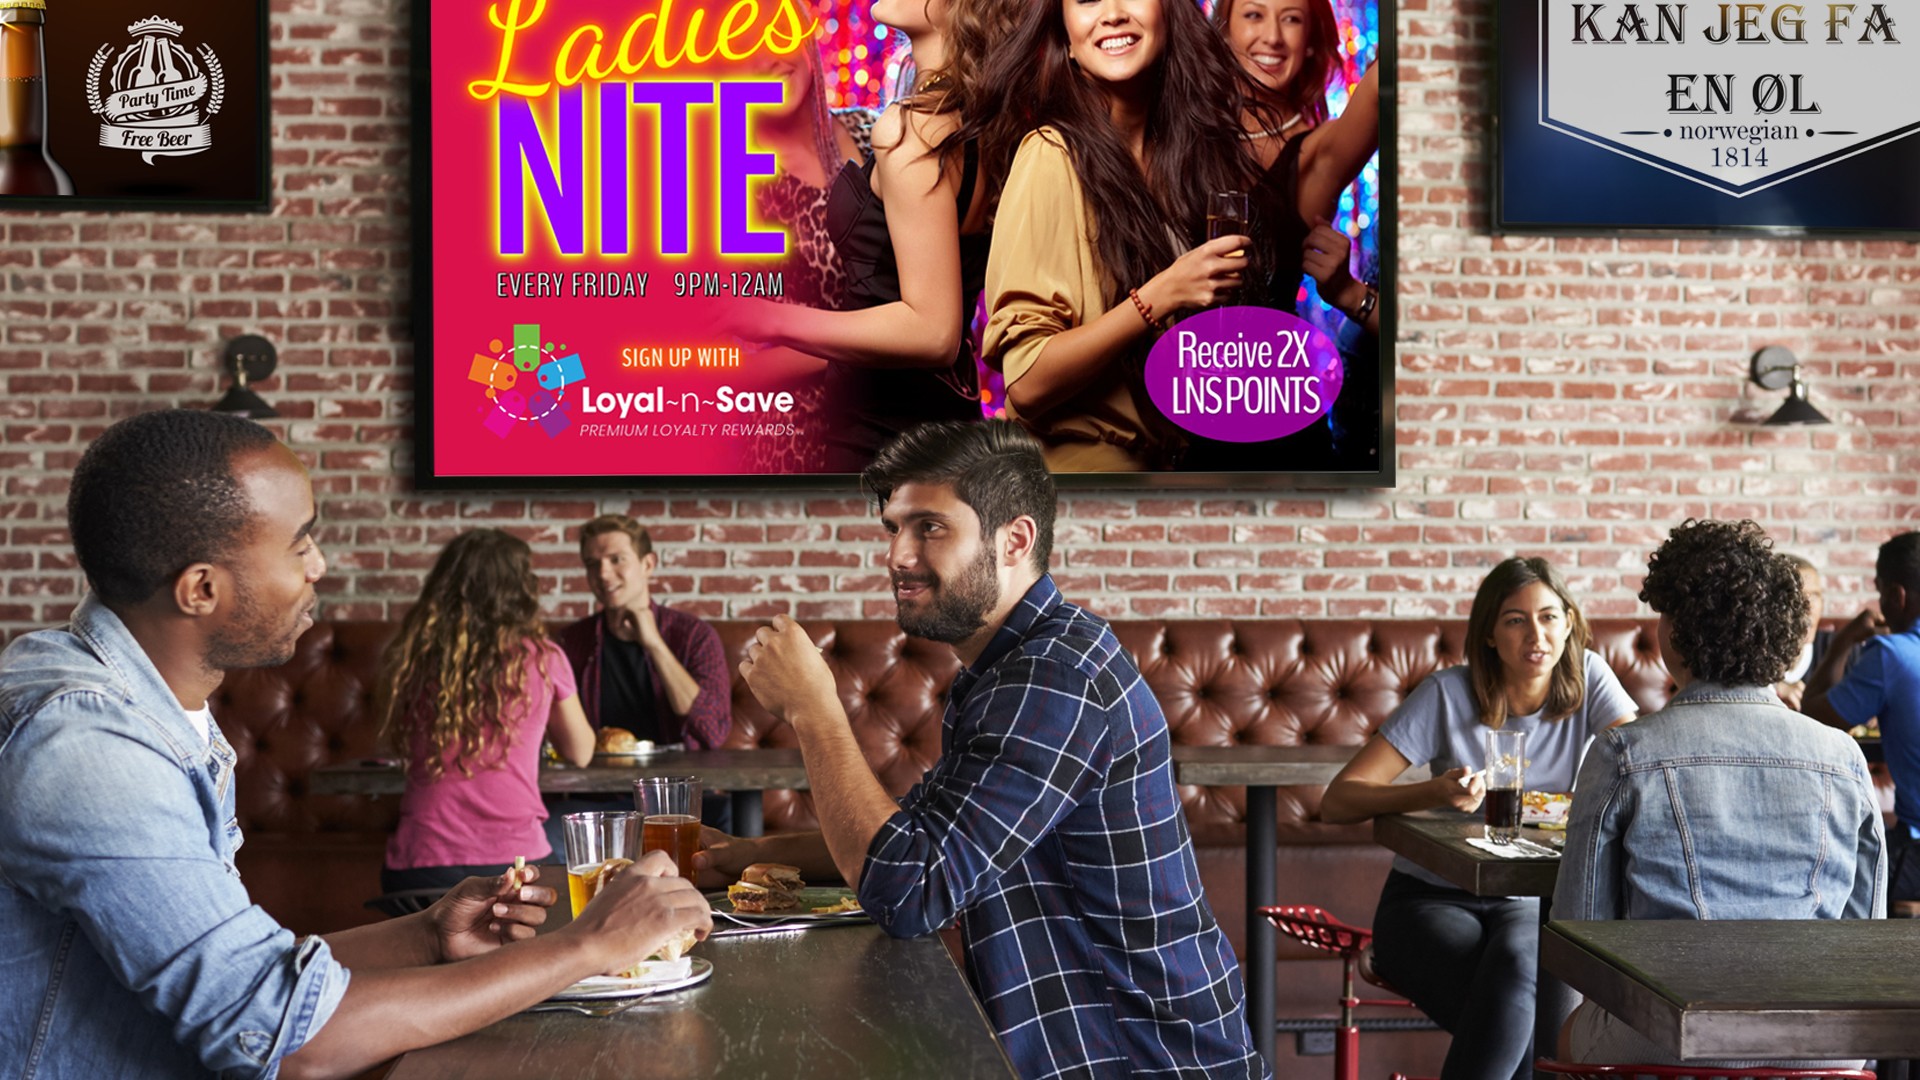 Party Time
Free Beer
Ladies
NITE
EVERY FRIDAY 9PM-12AM
SIGN UP WITH
Loyal~n~Save
PREMIUM LOYALTY REWARDS
Receive 2X
LNS POINTS
KAN JEG FA
EN ØL
norwegian
1814